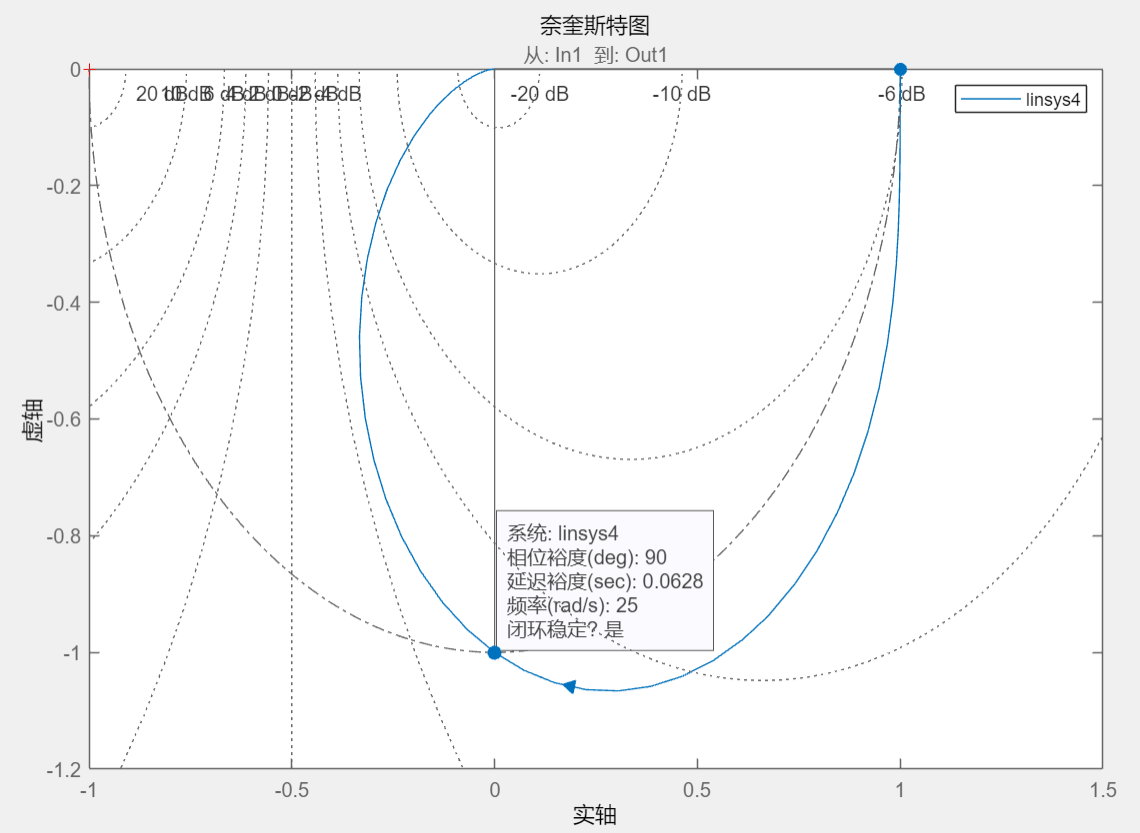 奈奎斯特图
从: In1 到: Out1
0
-0.2
-0.4
-0.6
-0.8
-1
-1.2
虚轴
20 dB
-20 dB
-10 dB
-6 dB
linsys4
系统: linsys4
相位裕度(deg): 90
延迟裕度(sec): 0.0628
频率(rad/s): 25
闭环稳定? 是
-1
-0.5
0
0.5
1
1.5
实轴